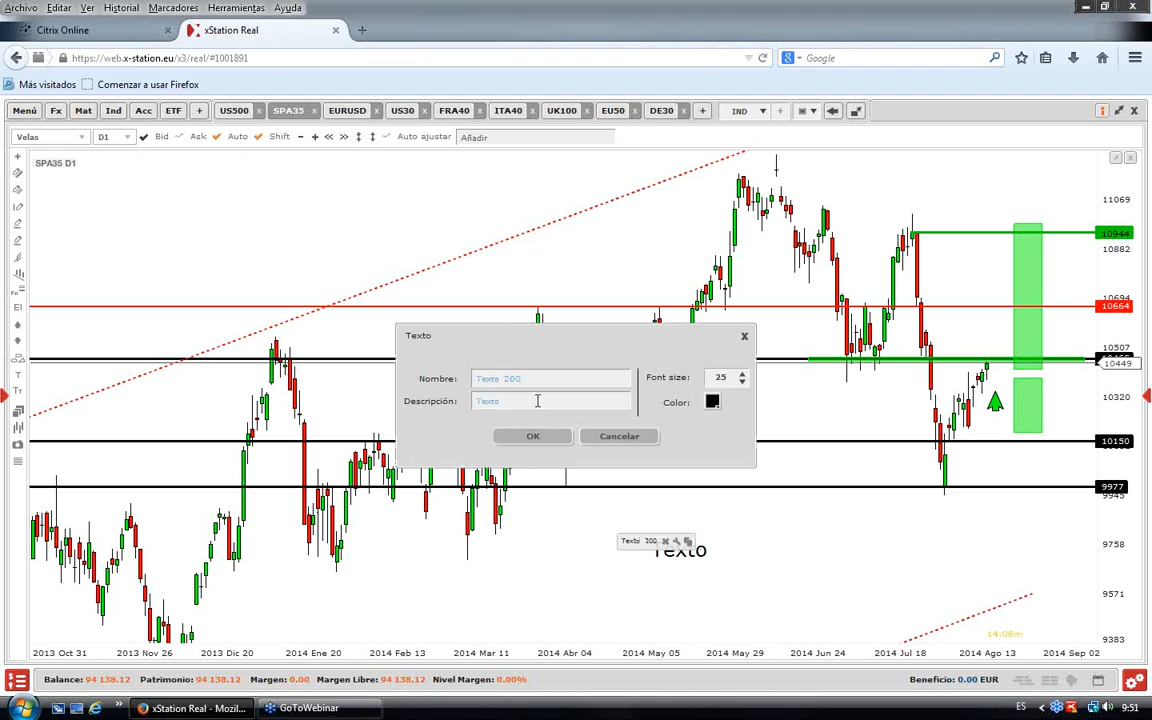 Archivo Editar Ver Historial Marcadores Herramientas Ayuda
Citrix Online × xStation Real × +
https://web.x-station.eu/x3/real/#1001891 Google
Más visitados Comenzar a usar Firefox
Menú Fx Mat Ind Acc ETF + US500 x SPA35 x EURUSD x US30 x FRA40 x ITA40 x UK100 x EU50 x DE30 x + IND
Velas D1 Bid Ask Auto Shift Auto ajustar Añadir
SPA35 D1
11069
10944
10882
10694
10664
10507
10449
10320
10150
9977
9945
9758
9571
9383
Texto X
Nombre: Texto 200 Font size: 25
Descripción: Texto Color:
OK Cancelar
Texto 200
Texto
14:08m
2013 Oct 31 2013 Nov 26 2013 Dic 20 2014 Ene 20 2014 Feb 13 2014 Mar 11 2014 Abr 04 2014 May 05 2014 May 29 2014 Jun 24 2014 Jul 18 2014 Ago 13 2014 Sep 02
Balance: 94 138.12 Patrimonio: 94 138.12 Margen: 0.00 Margen Libre: 94 138.12 Nivel Margen: 0.00% Beneficio: 0.00 EUR
xStation Real - Mozil... GoToWebinar ES 9:51